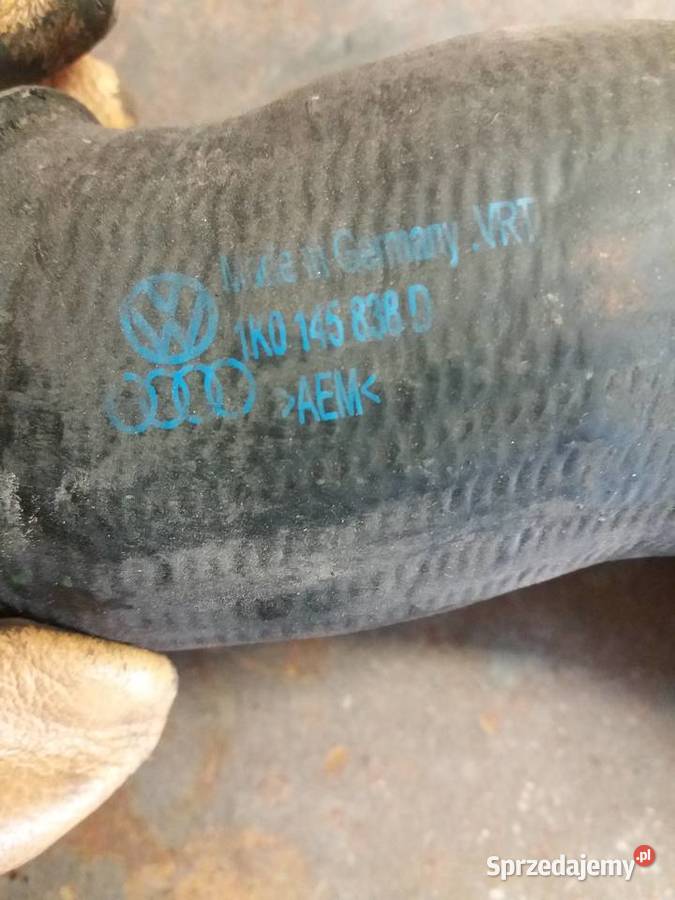 Made in Germany .VRT
1K0 145 838 D
>AEM<
Sprzedajemy.pl